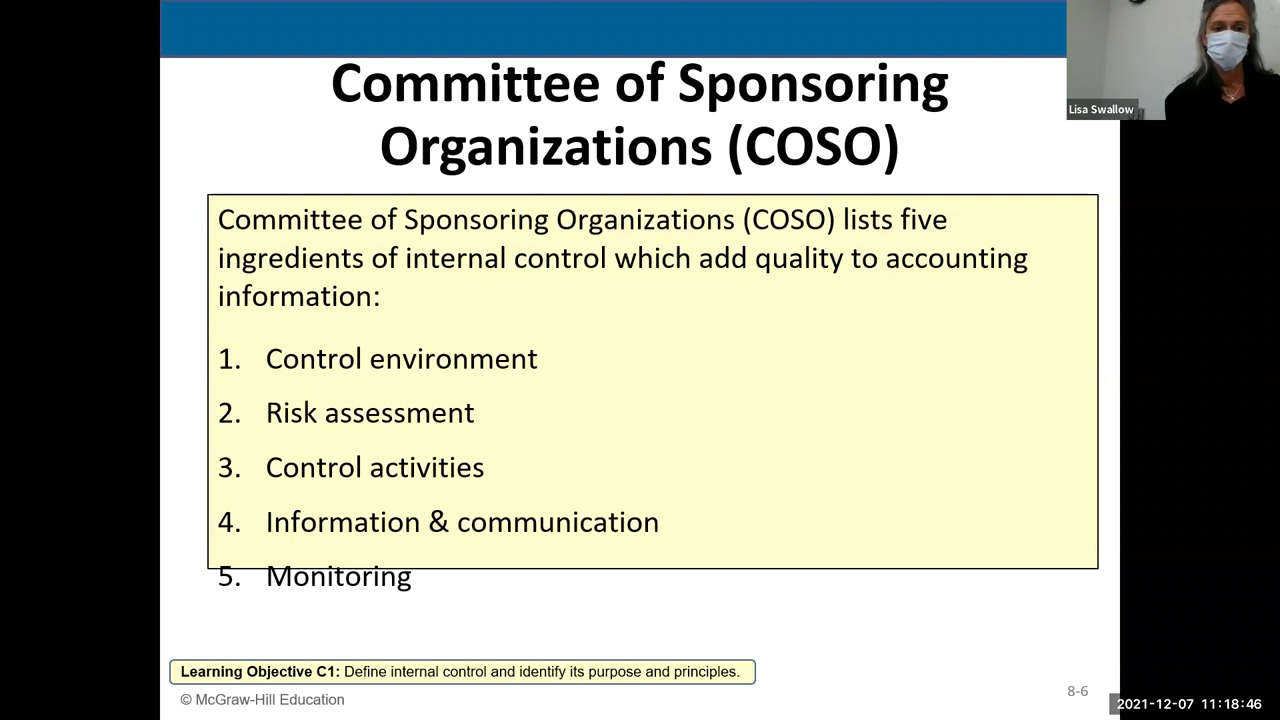 Committee of Sponsoring
Organizations (COSO)
Lisa Swallow
Committee of Sponsoring Organizations (COSO) lists five
ingredients of internal control which add quality to accounting
information:
1. Control environment
2. Risk assessment
3. Control activities
4. Information & communication
5. Monitoring
Learning Objective C1: Define internal control and identify its purpose and principles.
© McGraw-Hill Education
8-6
2021-12-07 11:18:46